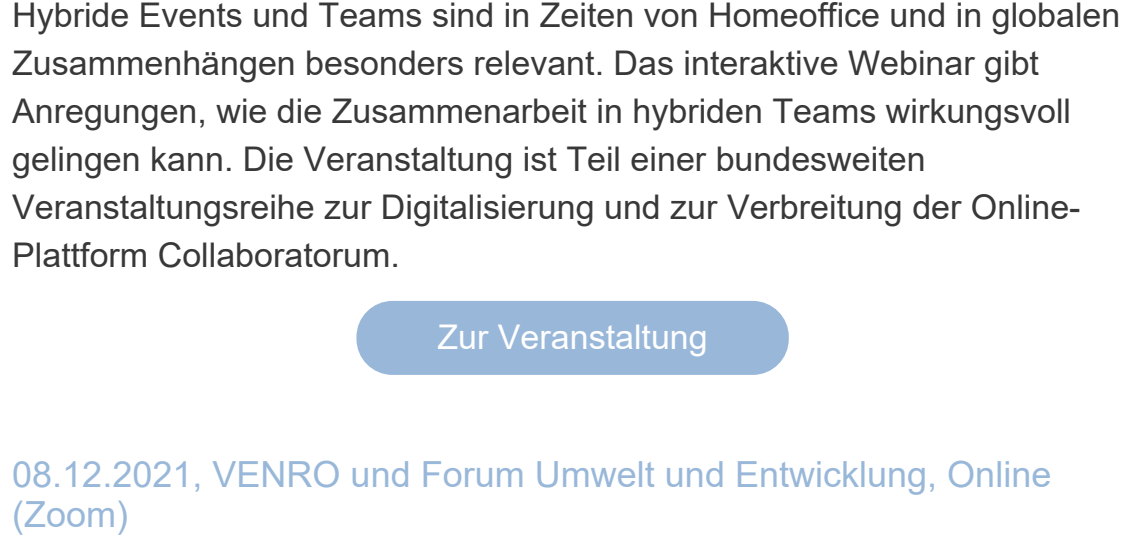 Hybride Events und Teams sind in Zeiten von Homeoffice und in globalen
Zusammenhängen besonders relevant. Das interaktive Webinar gibt
Anregungen, wie die Zusammenarbeit in hybriden Teams wirkungsvoll
gelingen kann. Die Veranstaltung ist Teil einer bundesweiten
Veranstaltungsreihe zur Digitalisierung und zur Verbreitung der Online-
Plattform Collaboratorum.
Zur Veranstaltung
08.12.2021, VENRO und Forum Umwelt und Entwicklung, Online
(Zoom)